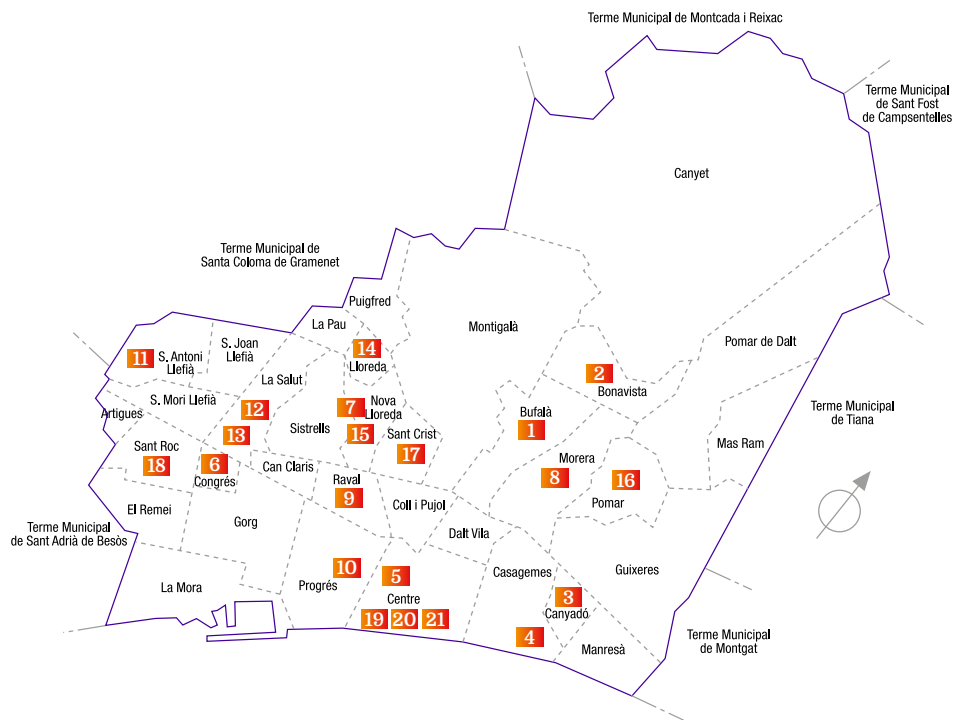 Terme Municipal de Montcada i Reixac
Terme Municipal
de Sant Fost
de Campsentelles
Canyet
Terme Municipal de
Santa Coloma de Gramenet
Puigfred
La Pau
Montigalà
S. Joan
Llefià
14
Lloreda
Pomar de Dalt
11
S. Antoni
Llefià
2
Bonavista
La Salut
S. Mori Llefià
Artigues
12
7
Nova
Lloreda
Bufalà
1
Terme Municipal
de Tiana
13
Sistrells
15
Sant Crist
17
Mas Ram
Sant Roc
18
6
Congrés
Can Claris
Raval
9
Morera
8
16
Pomar
El Remei
Gorg
Coll i Pujol
Dalt Vila
Terme Municipal
de Sant Adrià de Besòs
La Mora
10
Progrés
5
Centre
19
20
21
Casagemes
Guixeres
3
Canyadó
4
Manresà
Terme Municipal
de Montgat